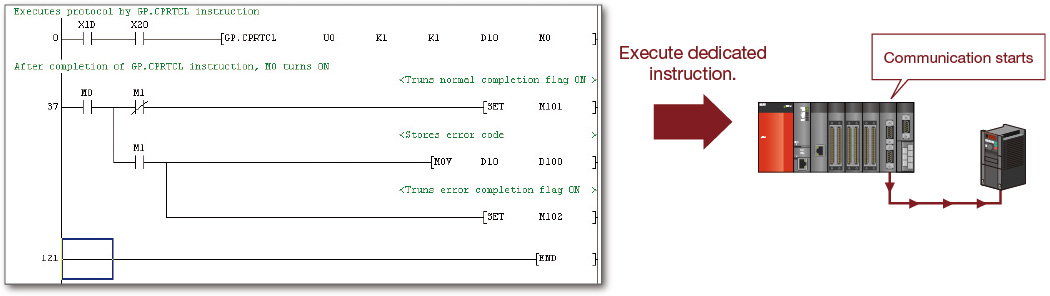 Executes protocol by GP.CPRTCL instruction
X1D X20
0 [GP.CPRTCL U0 K1 K1 D10 M0 ]
After completion of GP.CPRTCL instruction, M0 turns ON
<Truns normal completion flag ON >
M0 M1
37 [SET M101 ]
<Stores error code >
M1
[MOV D10 D100 ]
<Truns error completion flag ON >
[SET M102 ]
121 [END ]
Execute dedicated
instruction.
Communication starts